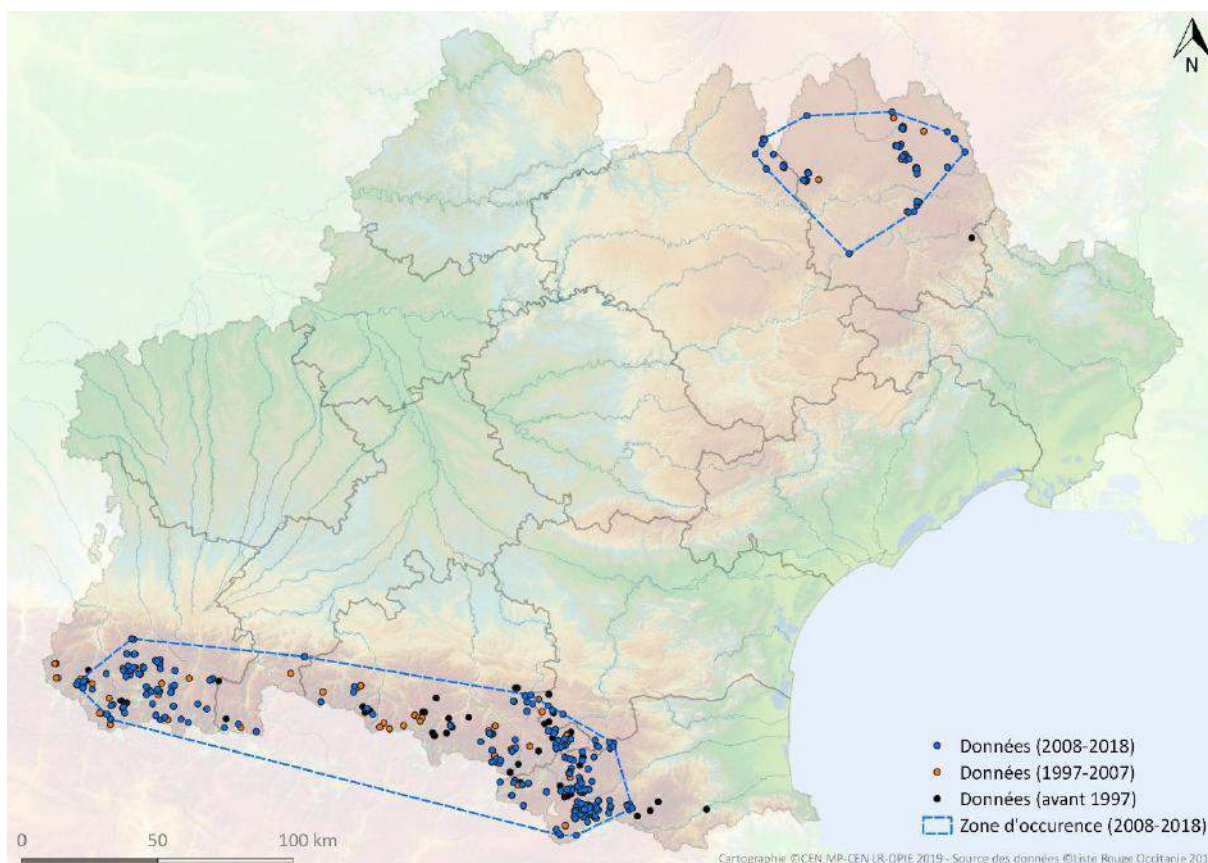 N
Données (2008-2018)
Données (1997-2007)
Données (avant 1997)
Zone d'occurence (2008-2018)
0 50 100 km
Cartographie ©CEN MP-CEN LR-OPIE 2019 - Source des données ©Liste Rouge Occitanie 201